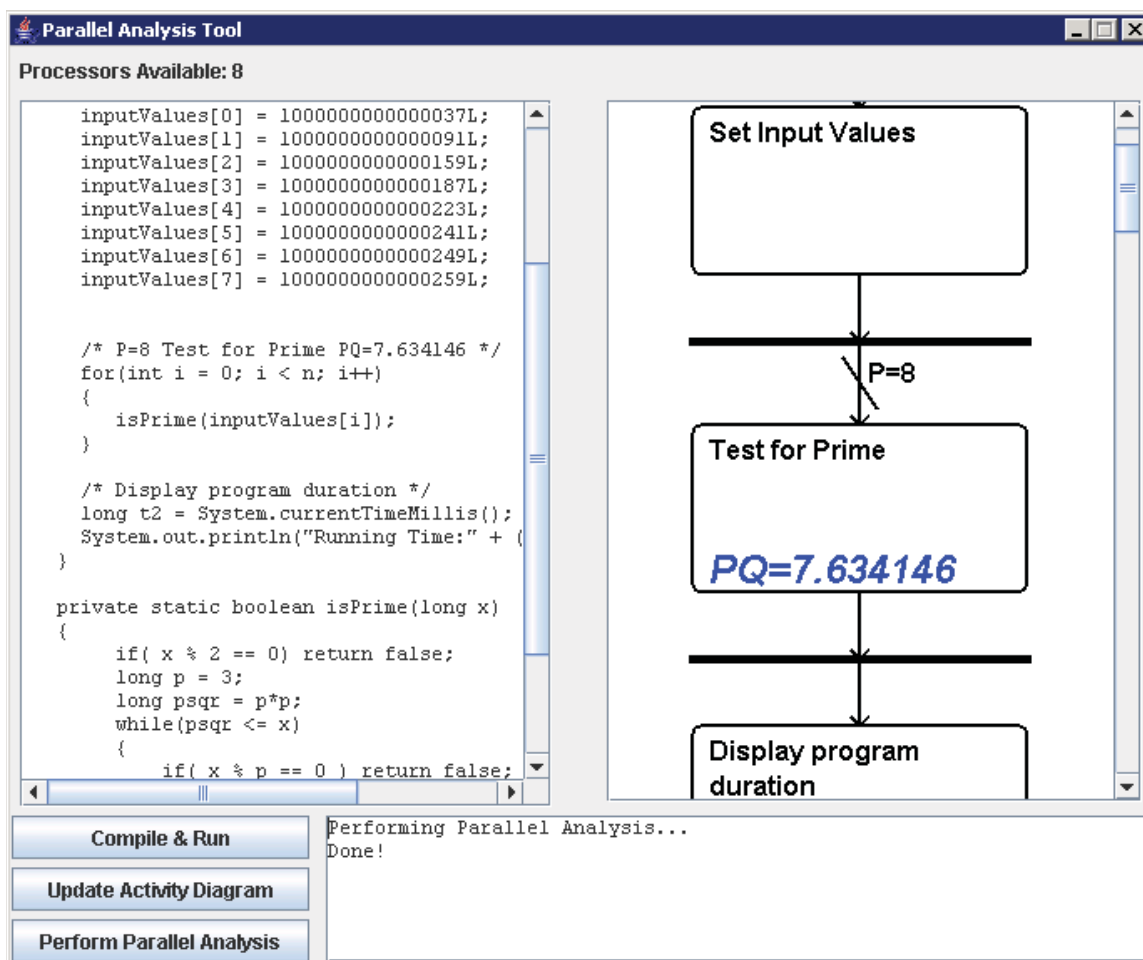 Parallel Analysis Tool
Processors Available: 8
inputValues[0] = 1000000000000037L;
inputValues[1] = 1000000000000091L;
inputValues[2] = 1000000000000159L;
inputValues[3] = 1000000000000187L;
inputValues[4] = 1000000000000223L;
inputValues[5] = 1000000000000241L;
inputValues[6] = 1000000000000249L;
inputValues[7] = 1000000000000259L;
/* P=8 Test for Prime PQ=7.634146 */
for(int i = 0; i < n; i++)
{
isPrime(inputValues[i]);
}
/* Display program duration */
long t2 = System.currentTimeMillis();
System.out.println("Running Time:" + (
}
private static boolean isPrime(long x)
{
if( x % 2 == 0) return false;
long p = 3;
long psqr = p*p;
while(psqr <= x)
{
if( x % p == 0 ) return false;
Set Input Values
P=8
Test for Prime
PQ=7.634146
Display program
duration
Compile & Run
Update Activity Diagram
Perform Parallel Analysis
Performing Parallel Analysis...
Done!